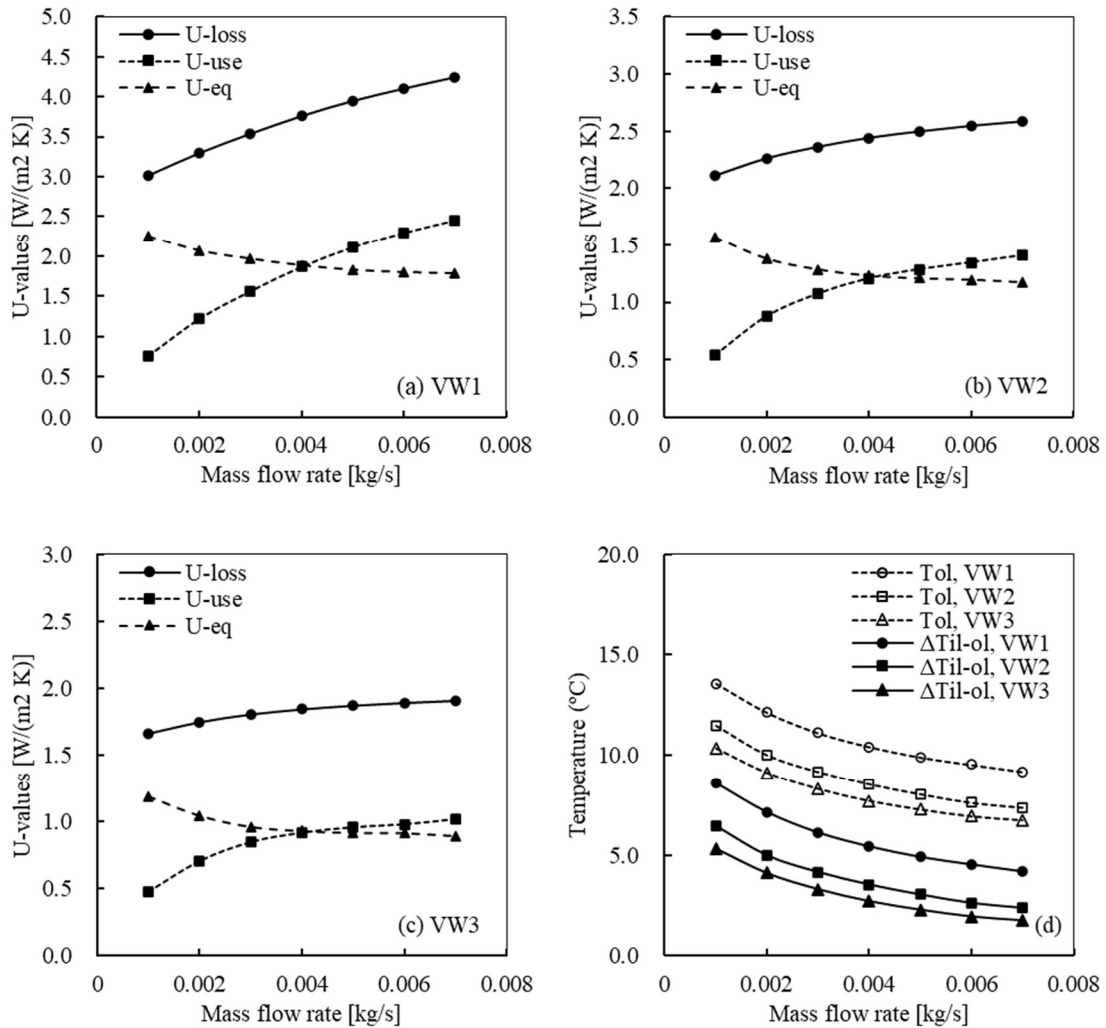 5.0
4.5
4.0
3.5
3.0
2.5
2.0
1.5
1.0
0.5
0.0
U-values [W/(m2 K)]
U-loss
U-use
U-eq
(a) VW1
0 0.002 0.004 0.006 0.008
Mass flow rate [kg/s]
3.5
3.0
2.5
2.0
1.5
1.0
0.5
0.0
U-values [W/(m2 K)]
U-loss
U-use
U-eq
(b) VW2
0 0.002 0.004 0.006 0.008
Mass flow rate [kg/s]
3.0
2.5
2.0
1.5
1.0
0.5
0.0
U-values [W/(m2 K)]
U-loss
U-use
U-eq
(c) VW3
0 0.002 0.004 0.006 0.008
Mass flow rate [kg/s]
20.0
15.0
10.0
5.0
0.0
Temperature (°C)
Tol, VW1
Tol, VW2
Tol, VW3
ΔTil-ol, VW1
ΔTil-ol, VW2
ΔTil-ol, VW3
(d)
0 0.002 0.004 0.006 0.008
Mass flow rate [kg/s]